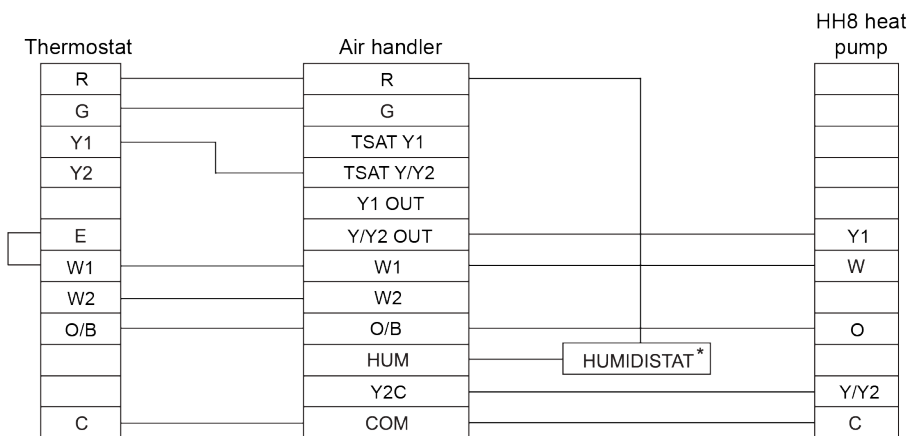 HH8 heat
pump
Thermostat Air handler
R R
G G
Y1 TSAT Y1
Y2 TSAT Y/Y2
Y1 OUT
E Y/Y2 OUT Y1
W1 W1 W
W2 W2
O/B O/B O
HUM HUMIDISTAT*
Y2C Y/Y2
C COM C